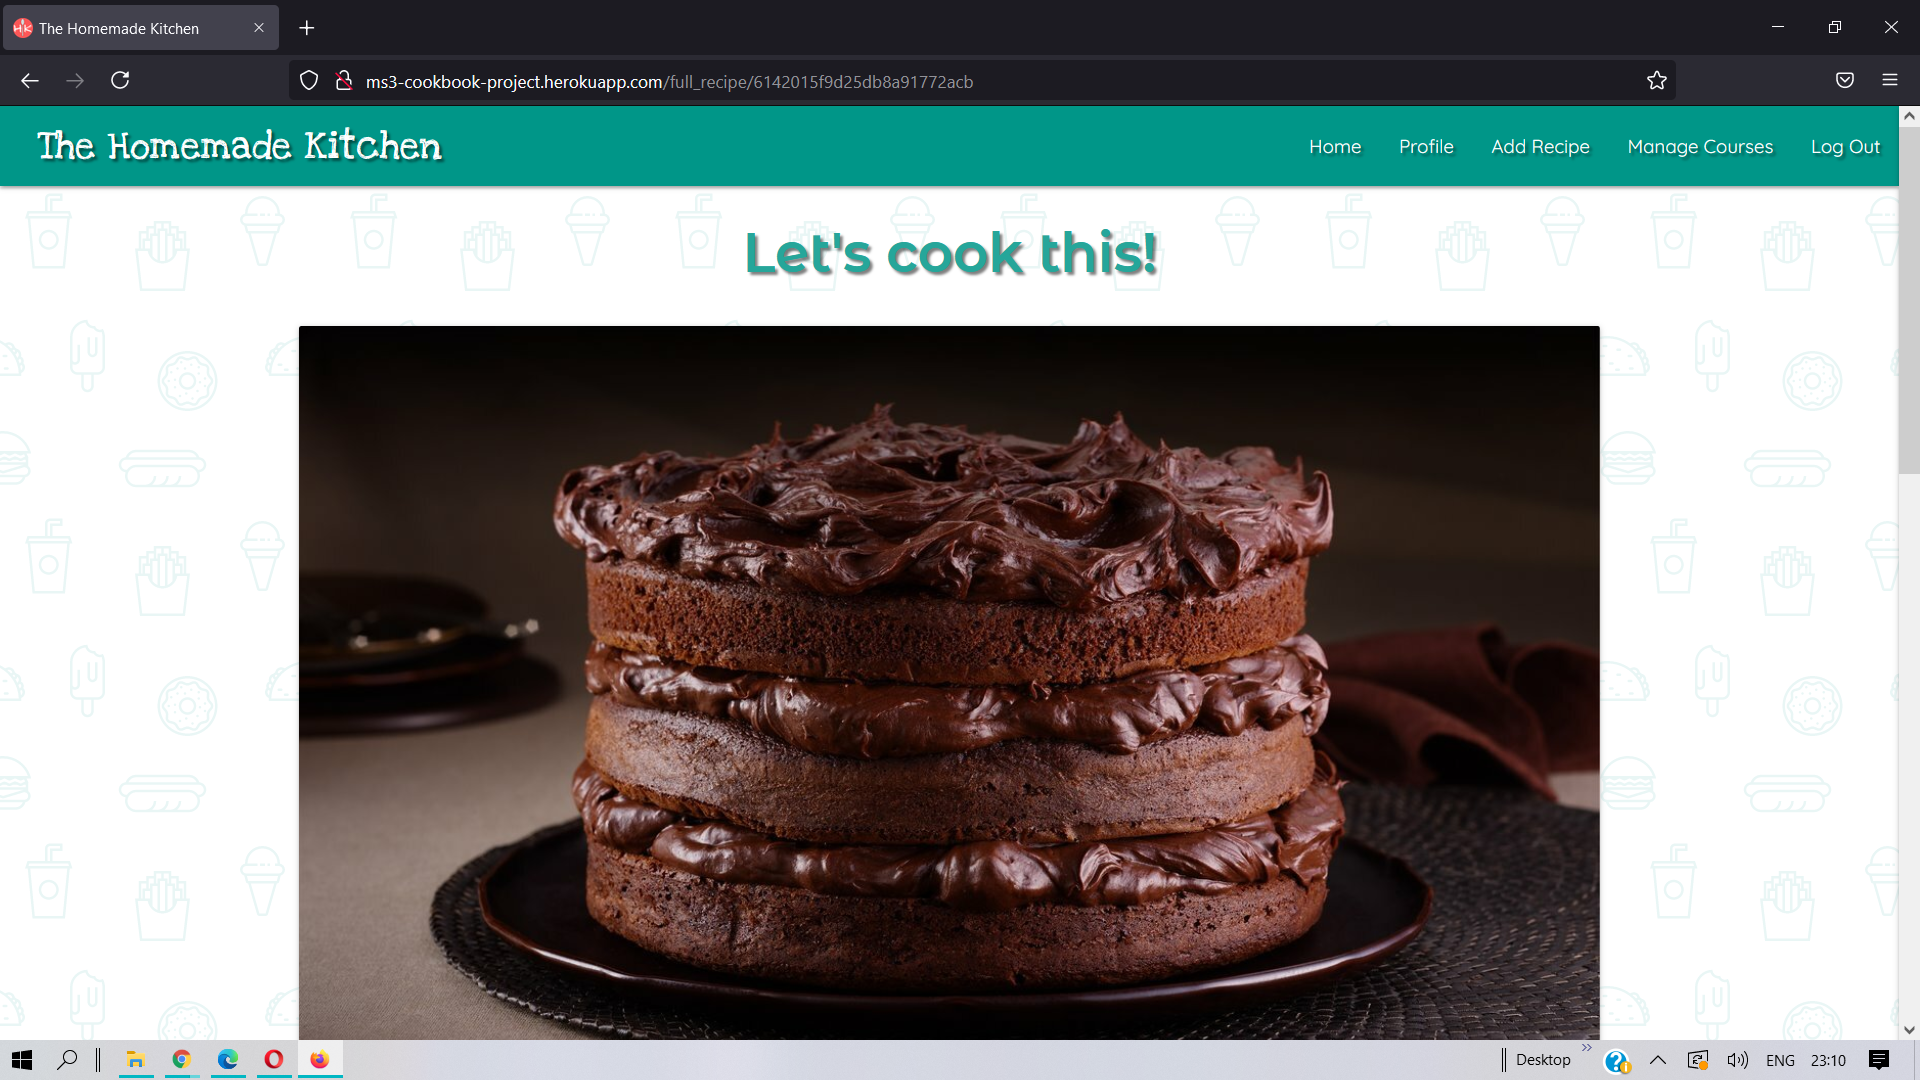 The Homemade Kitchen
ms3-cookbook-project.herokuapp.com/full_recipe/6142015f9d25db8a91772acb
The Homemade Kitchen
Home
Profile
Add Recipe
Manage Courses
Log Out
Let's cook this!
Desktop
ENG
23:10